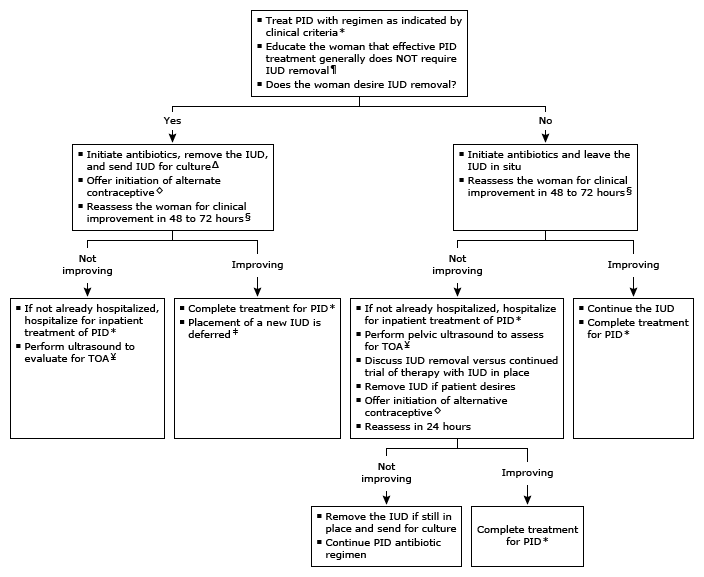 ▪ Treat PID with regimen as indicated by
clinical criteria*
▪ Educate the woman that effective PID
treatment generally does NOT require
IUD removal¶
▪ Does the woman desire IUD removal?
Yes
No
▪ Initiate antibiotics, remove the IUD,
and send IUD for cultureΔ
▪ Offer initiation of alternate
contraceptive◇
▪ Reassess the woman for clinical
improvement in 48 to 72 hours§
▪ Initiate antibiotics and leave the
IUD in situ
▪ Reassess the woman for clinical
improvement in 48 to 72 hours§
Not
improving
Improving
Not
improving
Improving
▪ If not already hospitalized,
hospitalize for inpatient
treatment of PID*
▪ Perform ultrasound to
evaluate for TOA¥
▪ Complete treatment for PID*
▪ Placement of a new IUD is
deferred‡
▪ If not already hospitalized, hospitalize
for inpatient treatment of PID*
▪ Perform pelvic ultrasound to assess
for TOA¥
▪ Discuss IUD removal versus continued
trial of therapy with IUD in place
▪ Remove IUD if patient desires
▪ Offer initiation of alternative
contraceptive◇
▪ Reassess in 24 hours
▪ Continue the IUD
▪ Complete treatment
for PID*
Not
improving
Improving
▪ Remove the IUD if still in
place and send for culture
▪ Continue PID antibiotic
regimen
Complete treatment
for PID*